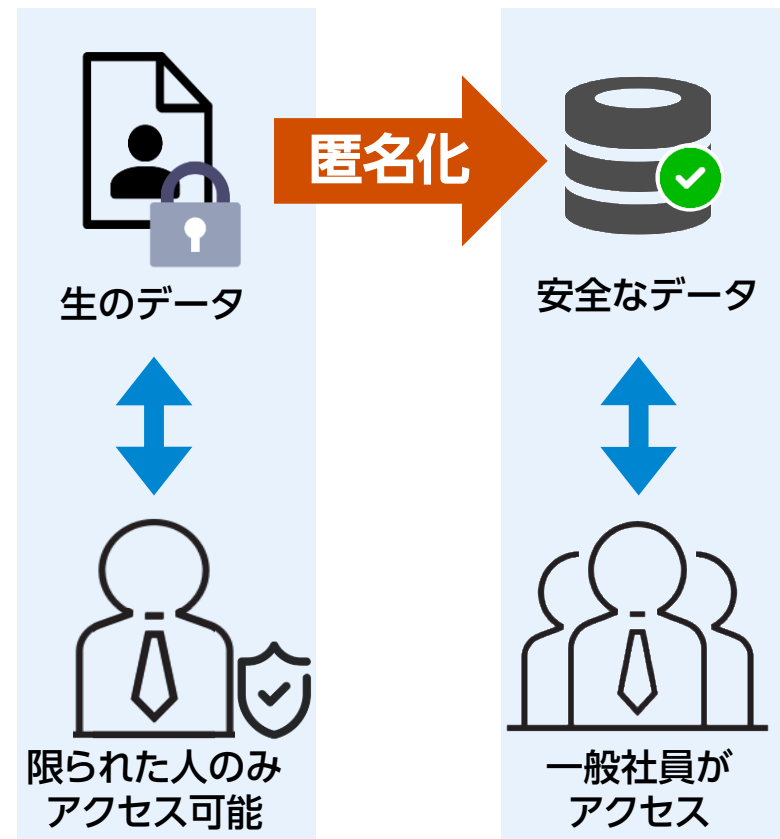 匿名化
生のデータ
安全なデータ
限られた人のみ
アクセス可能
一般社員が
アクセス